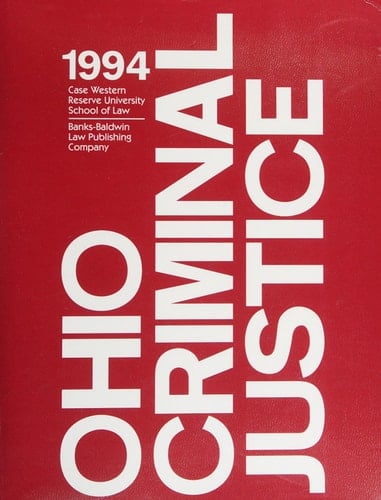 1994
Case Western
Reserve University
School of Law
Banks-Baldwin
Law Publishing
Company
OHIO
CRIMINAL
JUSTICE